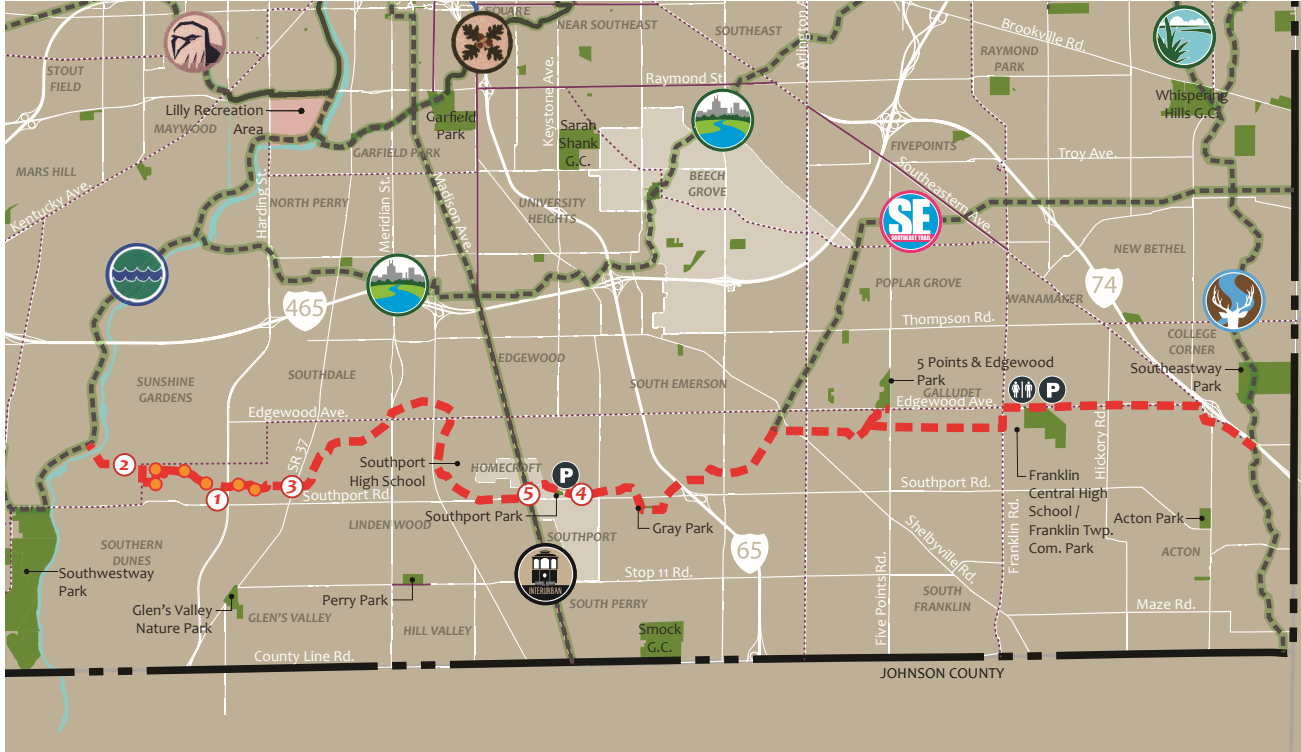 SQUARE
NEAR SOUTHEAST
SOUTHEAST
Arlington A
Brookville Rd.
STOUT
FIELD
RAYMOND
PARK
Keystone Ave.
Raymond St
Lilly Recreation
Area
MAYWOOD
Garfield
Park
Sarah
Shank
G.C.
Whispering
Hills G.C.
GARFIELD PARK
FIVEPOINTS
Troy Ave.
MARS HILL
Kentucky Ave.
Harding St.
Meridian St.
Madison Ave.
BEECH
GROVE
Southeastern Ave.
NORTH PERRY
UNIVERSITY
HEIGHTS
SE
SOUTHEAST TRAIL
NEW BETHEL
POPLAR GROVE
74
WANAMAKER
465
Thompson Rd.
COLLEGE
CORNER
EDGEWOOD
5 Points & Edgewood
Park
Southeastway
Park
SUNSHINE
GARDENS
SOUTHDALE
SOUTH EMERSON
GALLUDET
P
Edgewood Ave.
Edgewood Ave.
Hickory Rd.
SR 37
2
Southport
High School
HOMECROFT
P
Franklin
Central High
School /
Franklin Twp.
Com. Park
1
3
5
4
Southport Rd.
Southport Rd.
Southport Park
Gray Park
LINDENWOOD
SOUTHPORT
Franklin Rd.
Acton Park
Shelbyville Rd.
65
ACTON
SOUTHERN
DUNES
Southwestway
Park
INTERURBAN
Stop 11 Rd.
Five Points Rd.
Perry Park
SOUTH PERRY
SOUTH
FRANKLIN
Maze Rd.
Glen's Valley
Nature Park
GLEN'S VALLEY
HILL VALLEY
Smock
G.C.
County Line Rd.
JOHNSON COUNTY